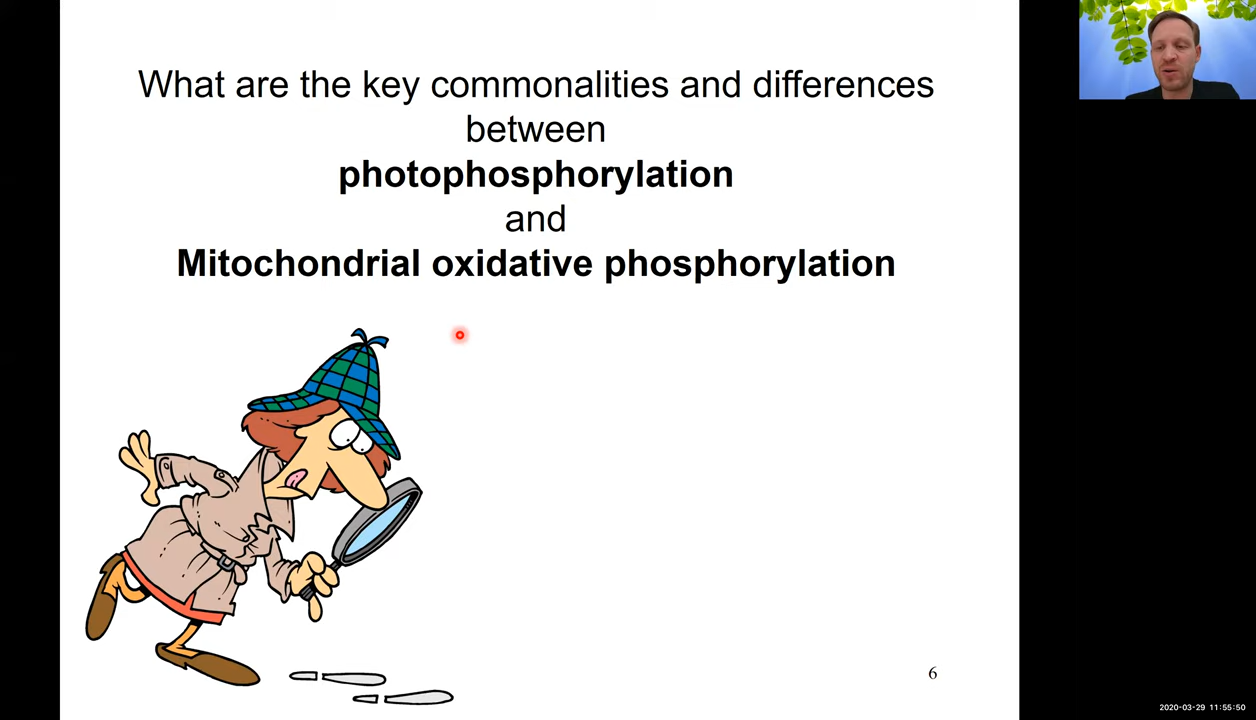 What are the key commonalities and differences
between
photophosphorylation
and
Mitochondrial oxidative phosphorylation
6
2020-03-29 11:55:50